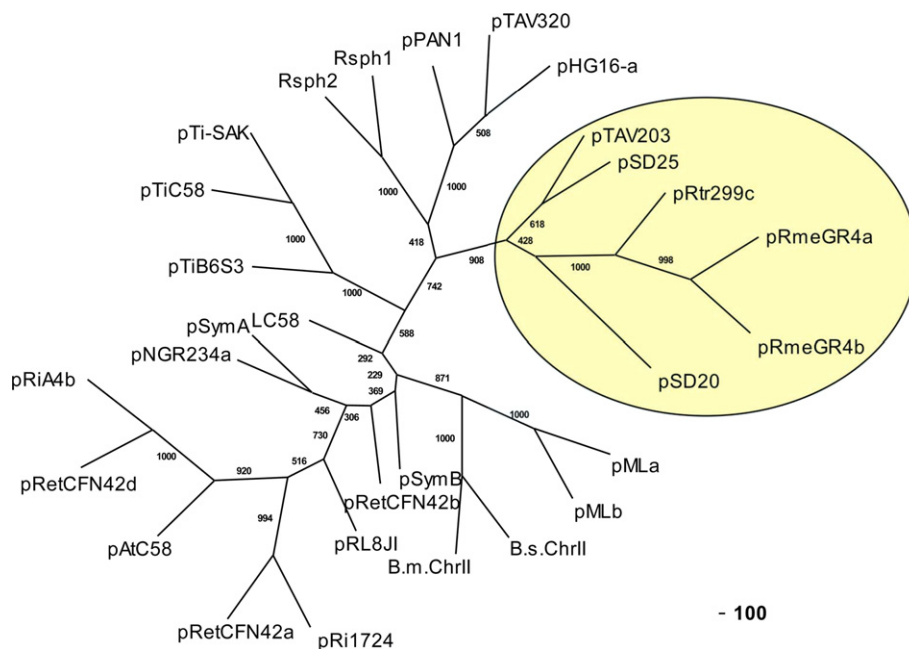 pTAV320
pPAN1
Rsph1
pHG16-a
Rsph2
508
pTi-SAK
pTAV203
pSD25
pTiC58
1000
1000
pRtr299c
618
1000
418
428
pRmeGR4a
908
1000
998
pTiB6S3
1000
742
pSymA
LC58
588
pRmeGR4b
pNGR234a
292
pSD20
229
871
pRiA4b
369
456
306
1000
730
1000
pMLa
1000
516
920
pSymB
pRetCFN42d
pRetCFN42b
pMLb
994
pAtC58
pRL8JI
B.s.ChrII
B.m.ChrII
pRetCFN42a
pRi1724
- 100